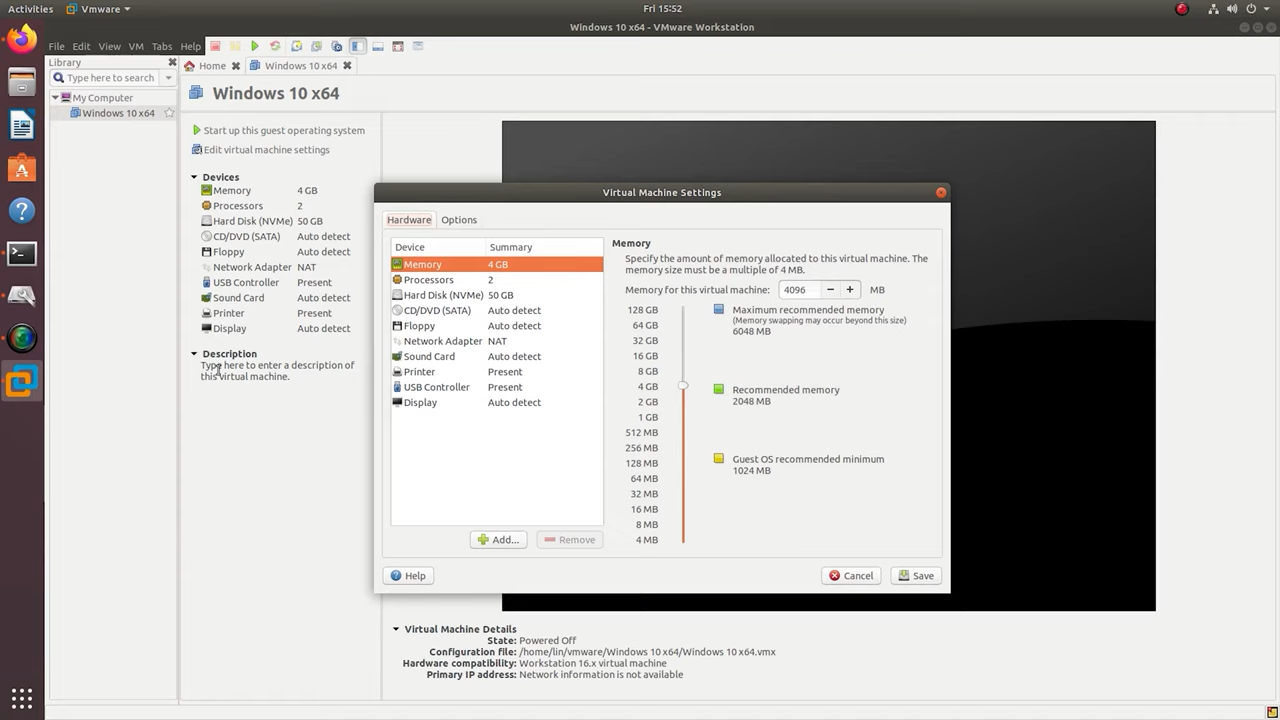 Activities
VMware
Fri 15:52
Windows 10 x64 - VMware Workstation
File Edit View VM Tabs Help
Library
Type here to search
My Computer
Windows 10 x64
Home
Windows 10 x64
Windows 10 x64
Start up this guest operating system
Edit virtual machine settings
Devices
Memory 4 GB
Processors 2
Hard Disk (NVMe) 50 GB
CD/DVD (SATA) Auto detect
Floppy Auto detect
Network Adapter NAT
USB Controller Present
Sound Card Auto detect
Printer Present
Display Auto detect
Description
Type here to enter a description of
this virtual machine.
Virtual Machine Settings
Hardware Options
Device Summary
Memory 4 GB
Processors 2
Hard Disk (NVMe) 50 GB
CD/DVD (SATA) Auto detect
Floppy Auto detect
Network Adapter NAT
Sound Card Auto detect
Printer Present
USB Controller Present
Display Auto detect
Add...
Remove
Memory
Specify the amount of memory allocated to this virtual machine. The
memory size must be a multiple of 4 MB.
Memory for this virtual machine: 4096 MB
128 GB
64 GB
32 GB
16 GB
8 GB
4 GB
2 GB
1 GB
512 MB
256 MB
128 MB
64 MB
32 MB
16 MB
8 MB
4 MB
Maximum recommended memory
(Memory swapping may occur beyond this size)
6048 MB
Recommended memory
2048 MB
Guest OS recommended minimum
1024 MB
Help
Cancel
Save
Virtual Machine Details
State: Powered Off
Configuration file: /home/lin/vmware/Windows 10 x64/Windows 10 x64.vmx
Hardware compatibility: Workstation 16.x virtual machine
Primary IP address: Network information is not available